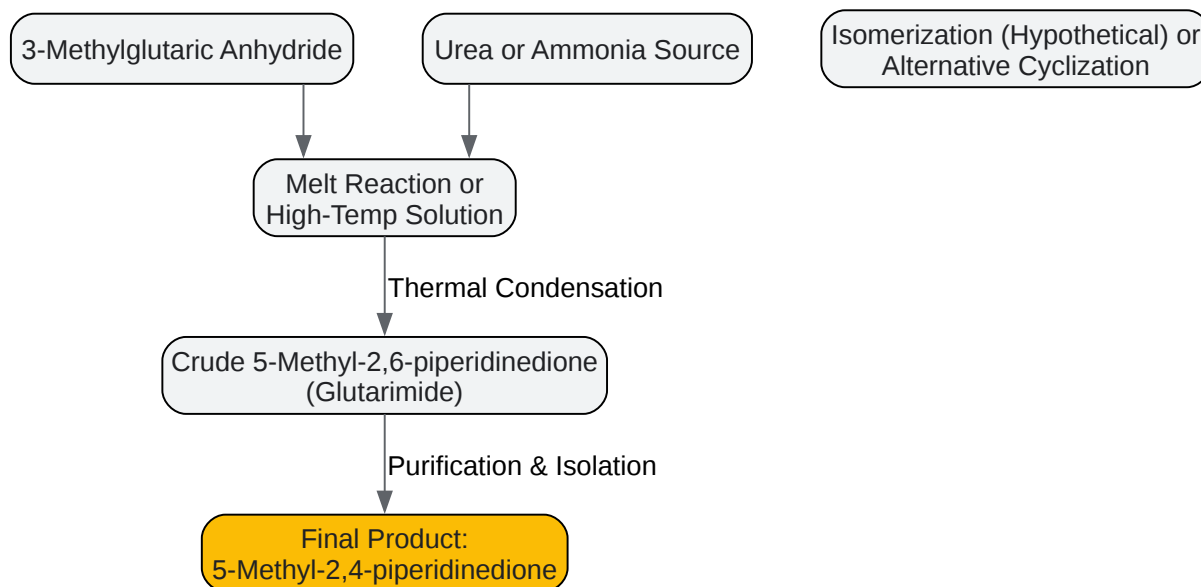 3-Methylglutaric Anhydride
Urea or Ammonia Source
Isomerization (Hypothetical) or
Alternative Cyclization
Melt Reaction or
High-Temp Solution
Thermal Condensation
Crude 5-Methyl-2,6-piperidinedione
(Glutarimide)
Purification & Isolation
Final Product:
5-Methyl-2,4-piperidinedione